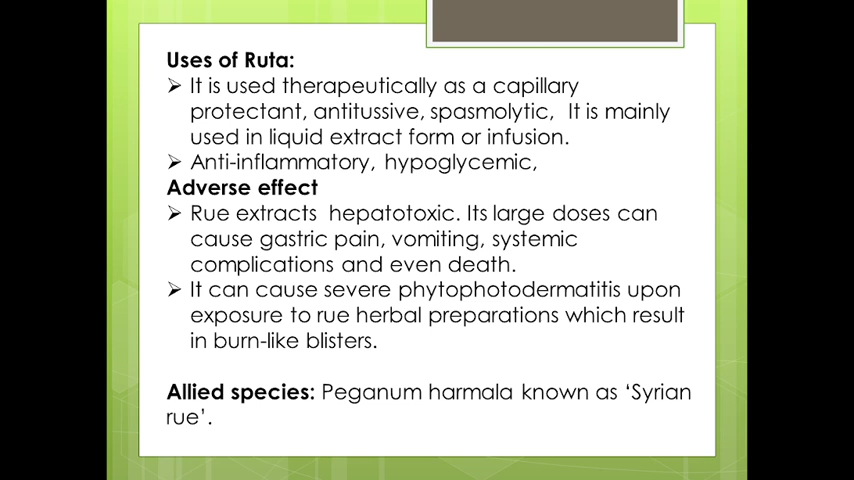 Uses of Ruta:
➢ It is used therapeutically as a capillary
protectant, antitussive, spasmolytic, It is mainly
used in liquid extract form or infusion.
➢ Anti-inflammatory, hypoglycemic,
Adverse effect
➢ Rue extracts hepatotoxic. Its large doses can
cause gastric pain, vomiting, systemic
complications and even death.
➢ It can cause severe phytophotodermatitis upon
exposure to rue herbal preparations which result
in burn-like blisters.
Allied species: Peganum harmala known as ‘Syrian
rue’.